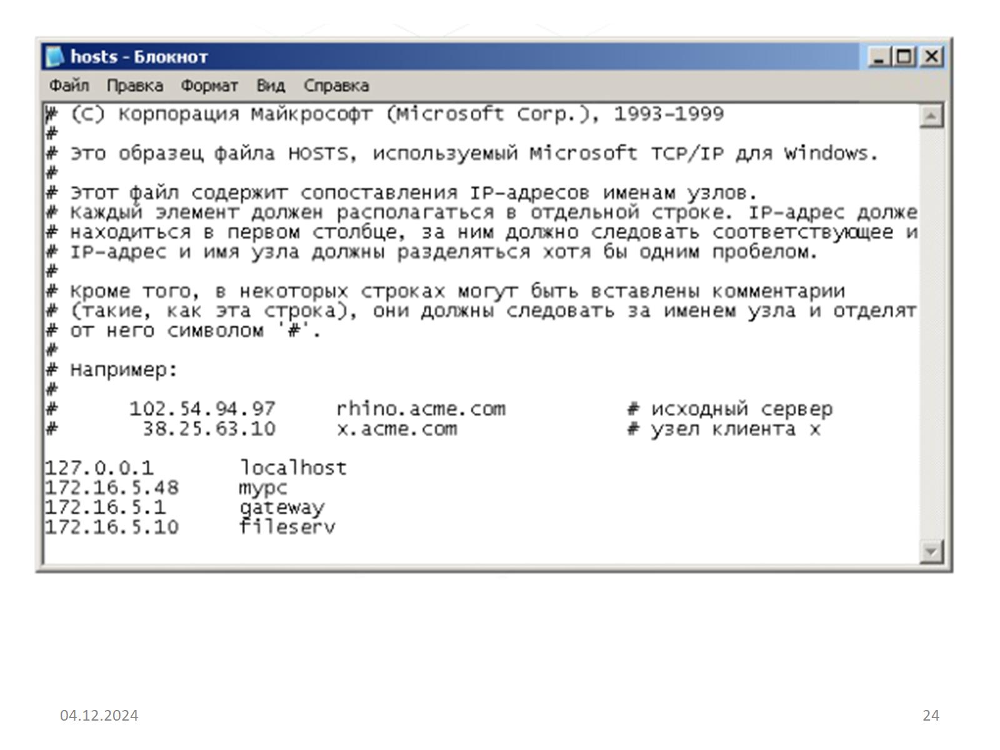 hosts - Блокнот
Файл Правка Формат Вид Справка
# (C) Корпорация Майкрософт (Microsoft Corp.), 1993-1999
#
# Это образец файла HOSTS, используемый Microsoft TCP/IP для Windows.
#
# Этот файл содержит сопоставления IP-адресов именам узлов.
# Каждый элемент должен располагаться в отдельной строке. IP-адрес долже
# находиться в первом столбце, за ним должно следовать соответствующее и
# IP-адрес и имя узла должны разделяться хотя бы одним пробелом.
#
# Кроме того, в некоторых строках могут быть вставлены комментарии
# (такие, как эта строка), они должны следовать за именем узла и отделят
# от него символом '#'.
#
# Например:
#
# 102.54.94.97 rhino.acme.com # исходный сервер
# 38.25.63.10 x.acme.com # узел клиента x
127.0.0.1 localhost
172.16.5.48 mypc
172.16.5.1 gateway
172.16.5.10 fileserv
04.12.2024
24